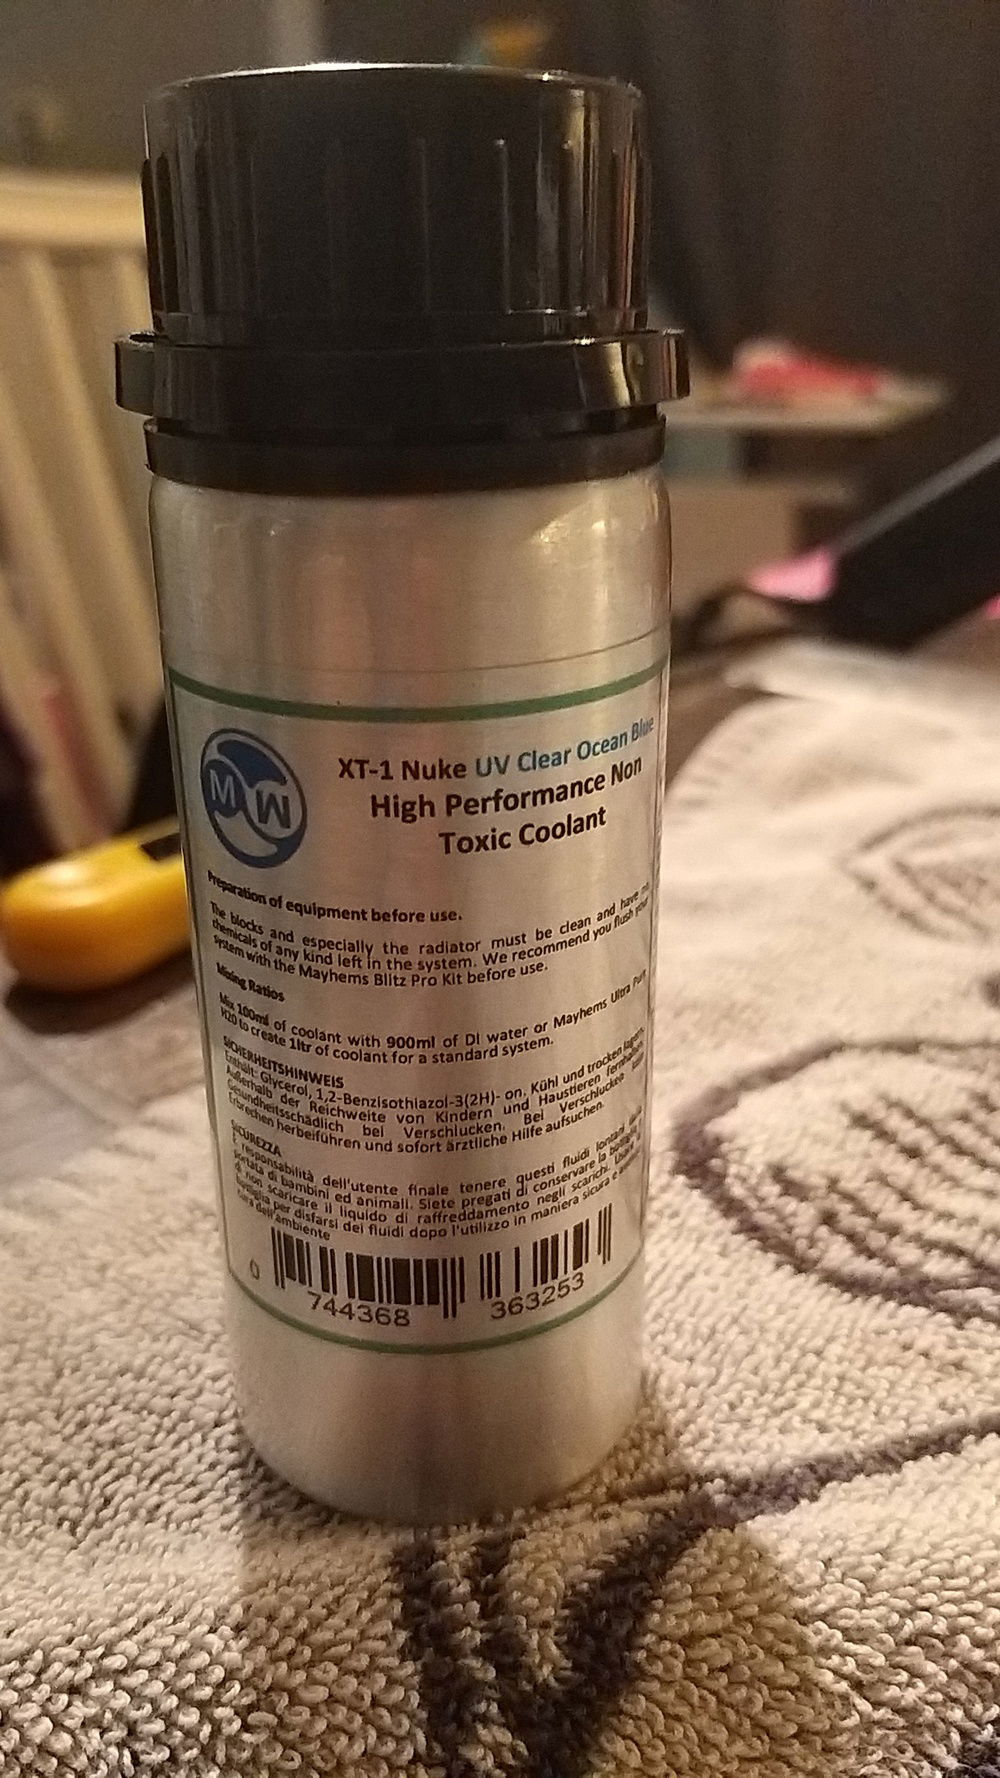 MW
XT-1 Nuke UV Clear Ocean Blue
High Performance Non
Toxic Coolant
Preparation of equipment before use.
The blocks and especially the radiator must be clean and have no
chemicals of any kind left in the system. We recommend you flush your
system with the Mayhems Blitz Pro Kit before use.
Mixing Ratios
Mix 100ml of coolant with 900ml of DI water or Mayhems Ultra Pure
H20 to create 1ltr of coolant for a standard system.
SICHERHEITSHINWEIS
Enthält: Glycerol, 1,2-Benzisothiazol-3(2H)- on, Kühl und trocken lagern.
Außerhalb der Reichweite von Kindern und Haustieren fernhalten.
Gesundheitsschädlich bei Verschlucken. Bei Verschlucken
Erbrechen herbeiführen und sofort ärztliche Hilfe aufsuchen.
SICUREZZA
E' responsabilità dell'utente finale tenere questi fluidi lontani
portata di bambini ed animali. Siete pregati di conservare la bottiglia
di non scaricare il liquido di raffreddamento negli scarichi. Usare
bottiglia per disfarsi dei fluidi dopo l'utilizzo in maniera sicura e
tura dell'ambiente
0 744368 363253